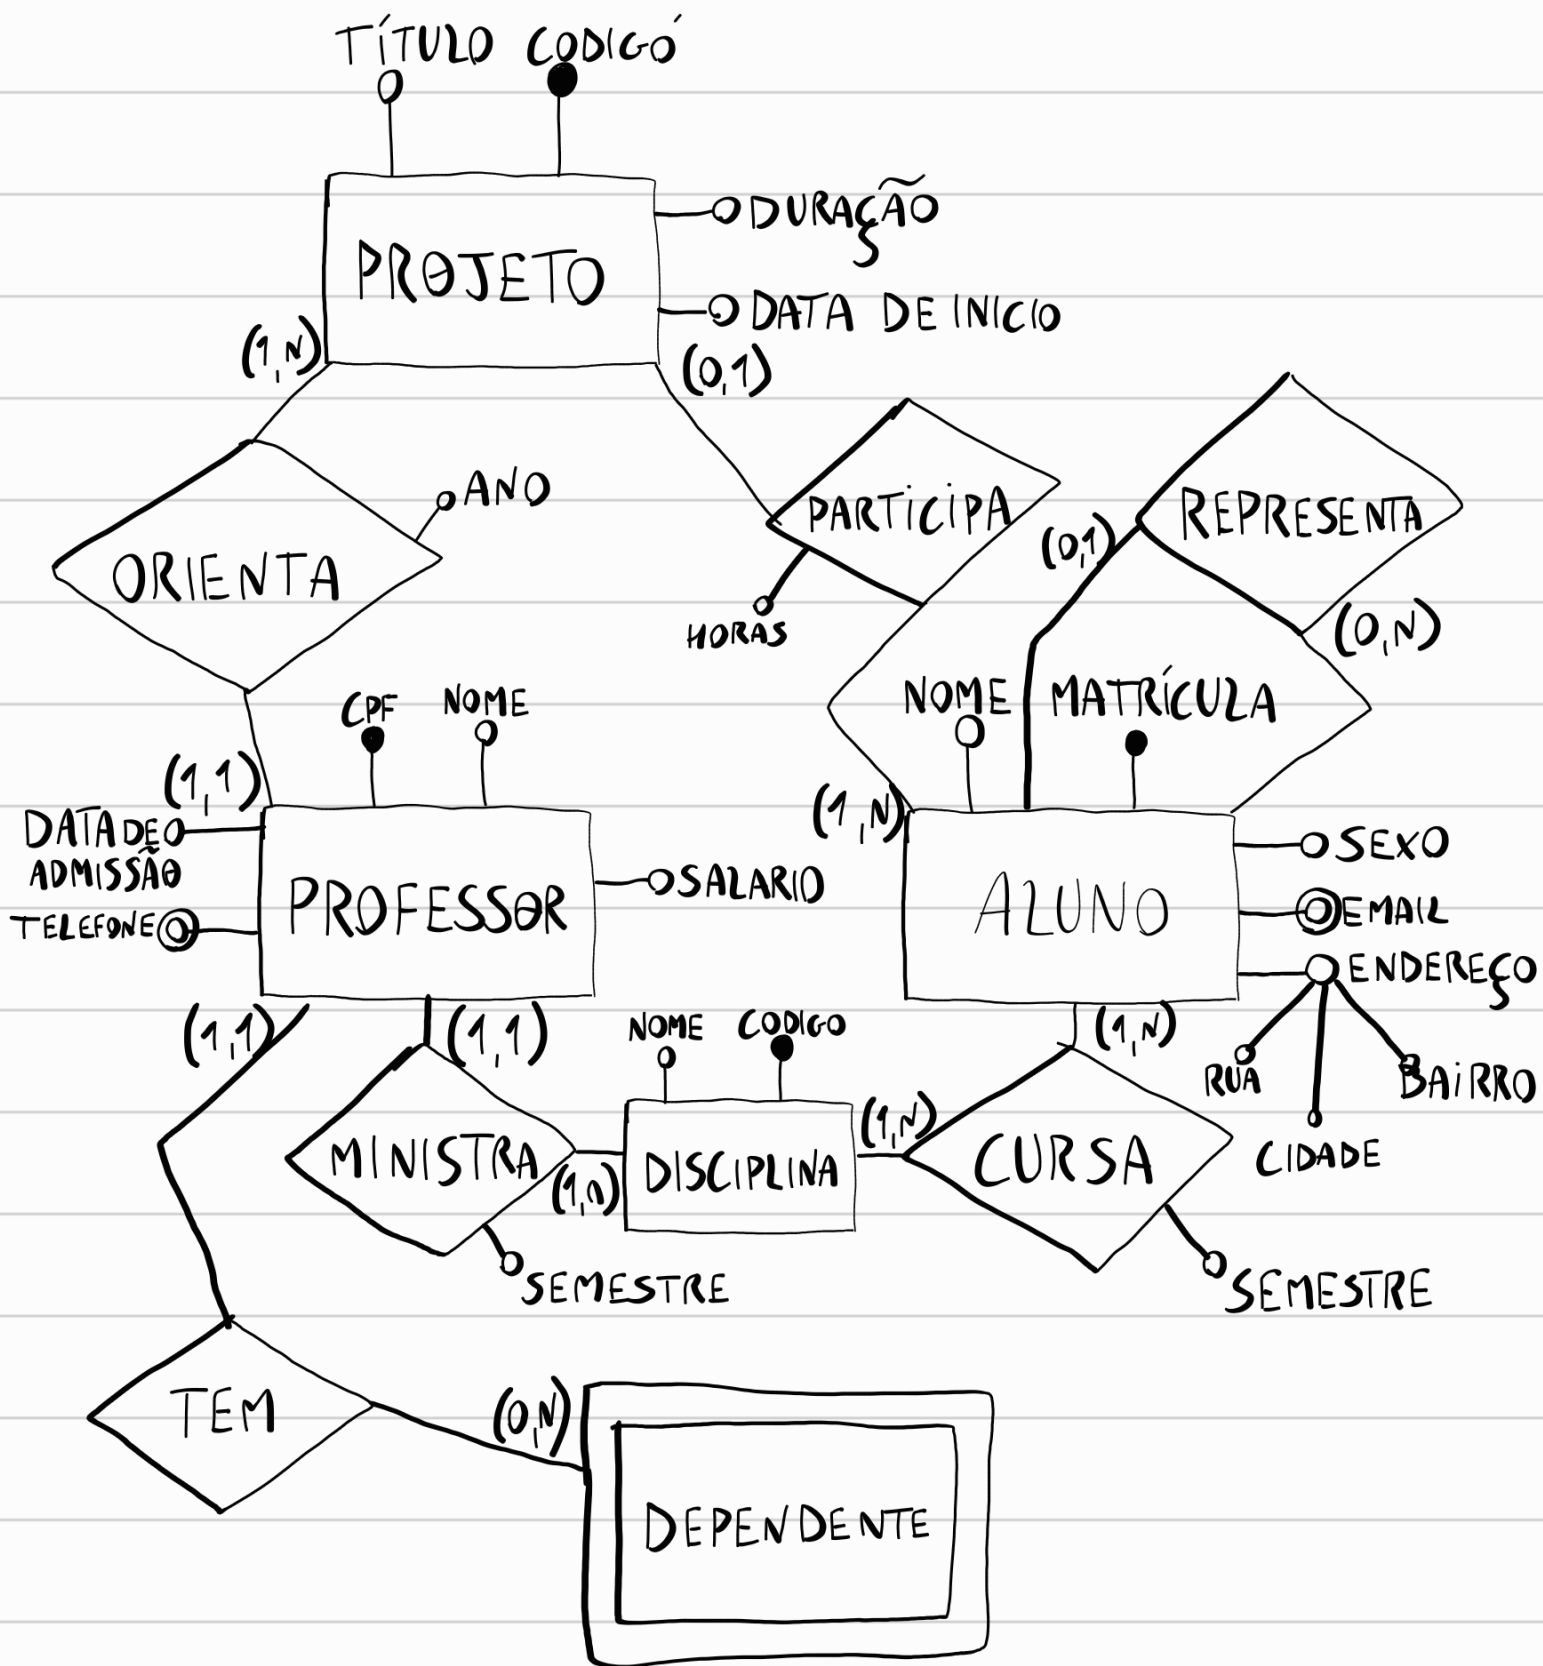 TÍTULO CODIGÓ
DURAÇÃO
PROJETO
DATA DE INICIO
(1,N)
(0,1)
ANO
PARTICIPA
REPRESENTA
(0,1)
ORIENTA
HORAS
(0,N)
CPF NOME
NOME MATRÍCULA
(1,1)
(1,N)
DATA DE
ADMISSÃO
SEXO
SALARIO
PROFESSOR
ALUNO
EMAIL
TELEFONE
ENDEREÇO
(1,1)
(1,1)
NOME CODIGO
(1,N)
RUA
BAIRRO
CIDADE
(1,N)
MINISTRA
(1,n)
DISCIPLINA
CURSA
SEMESTRE
SEMESTRE
TEM
(0,N)
DEPENDENTE